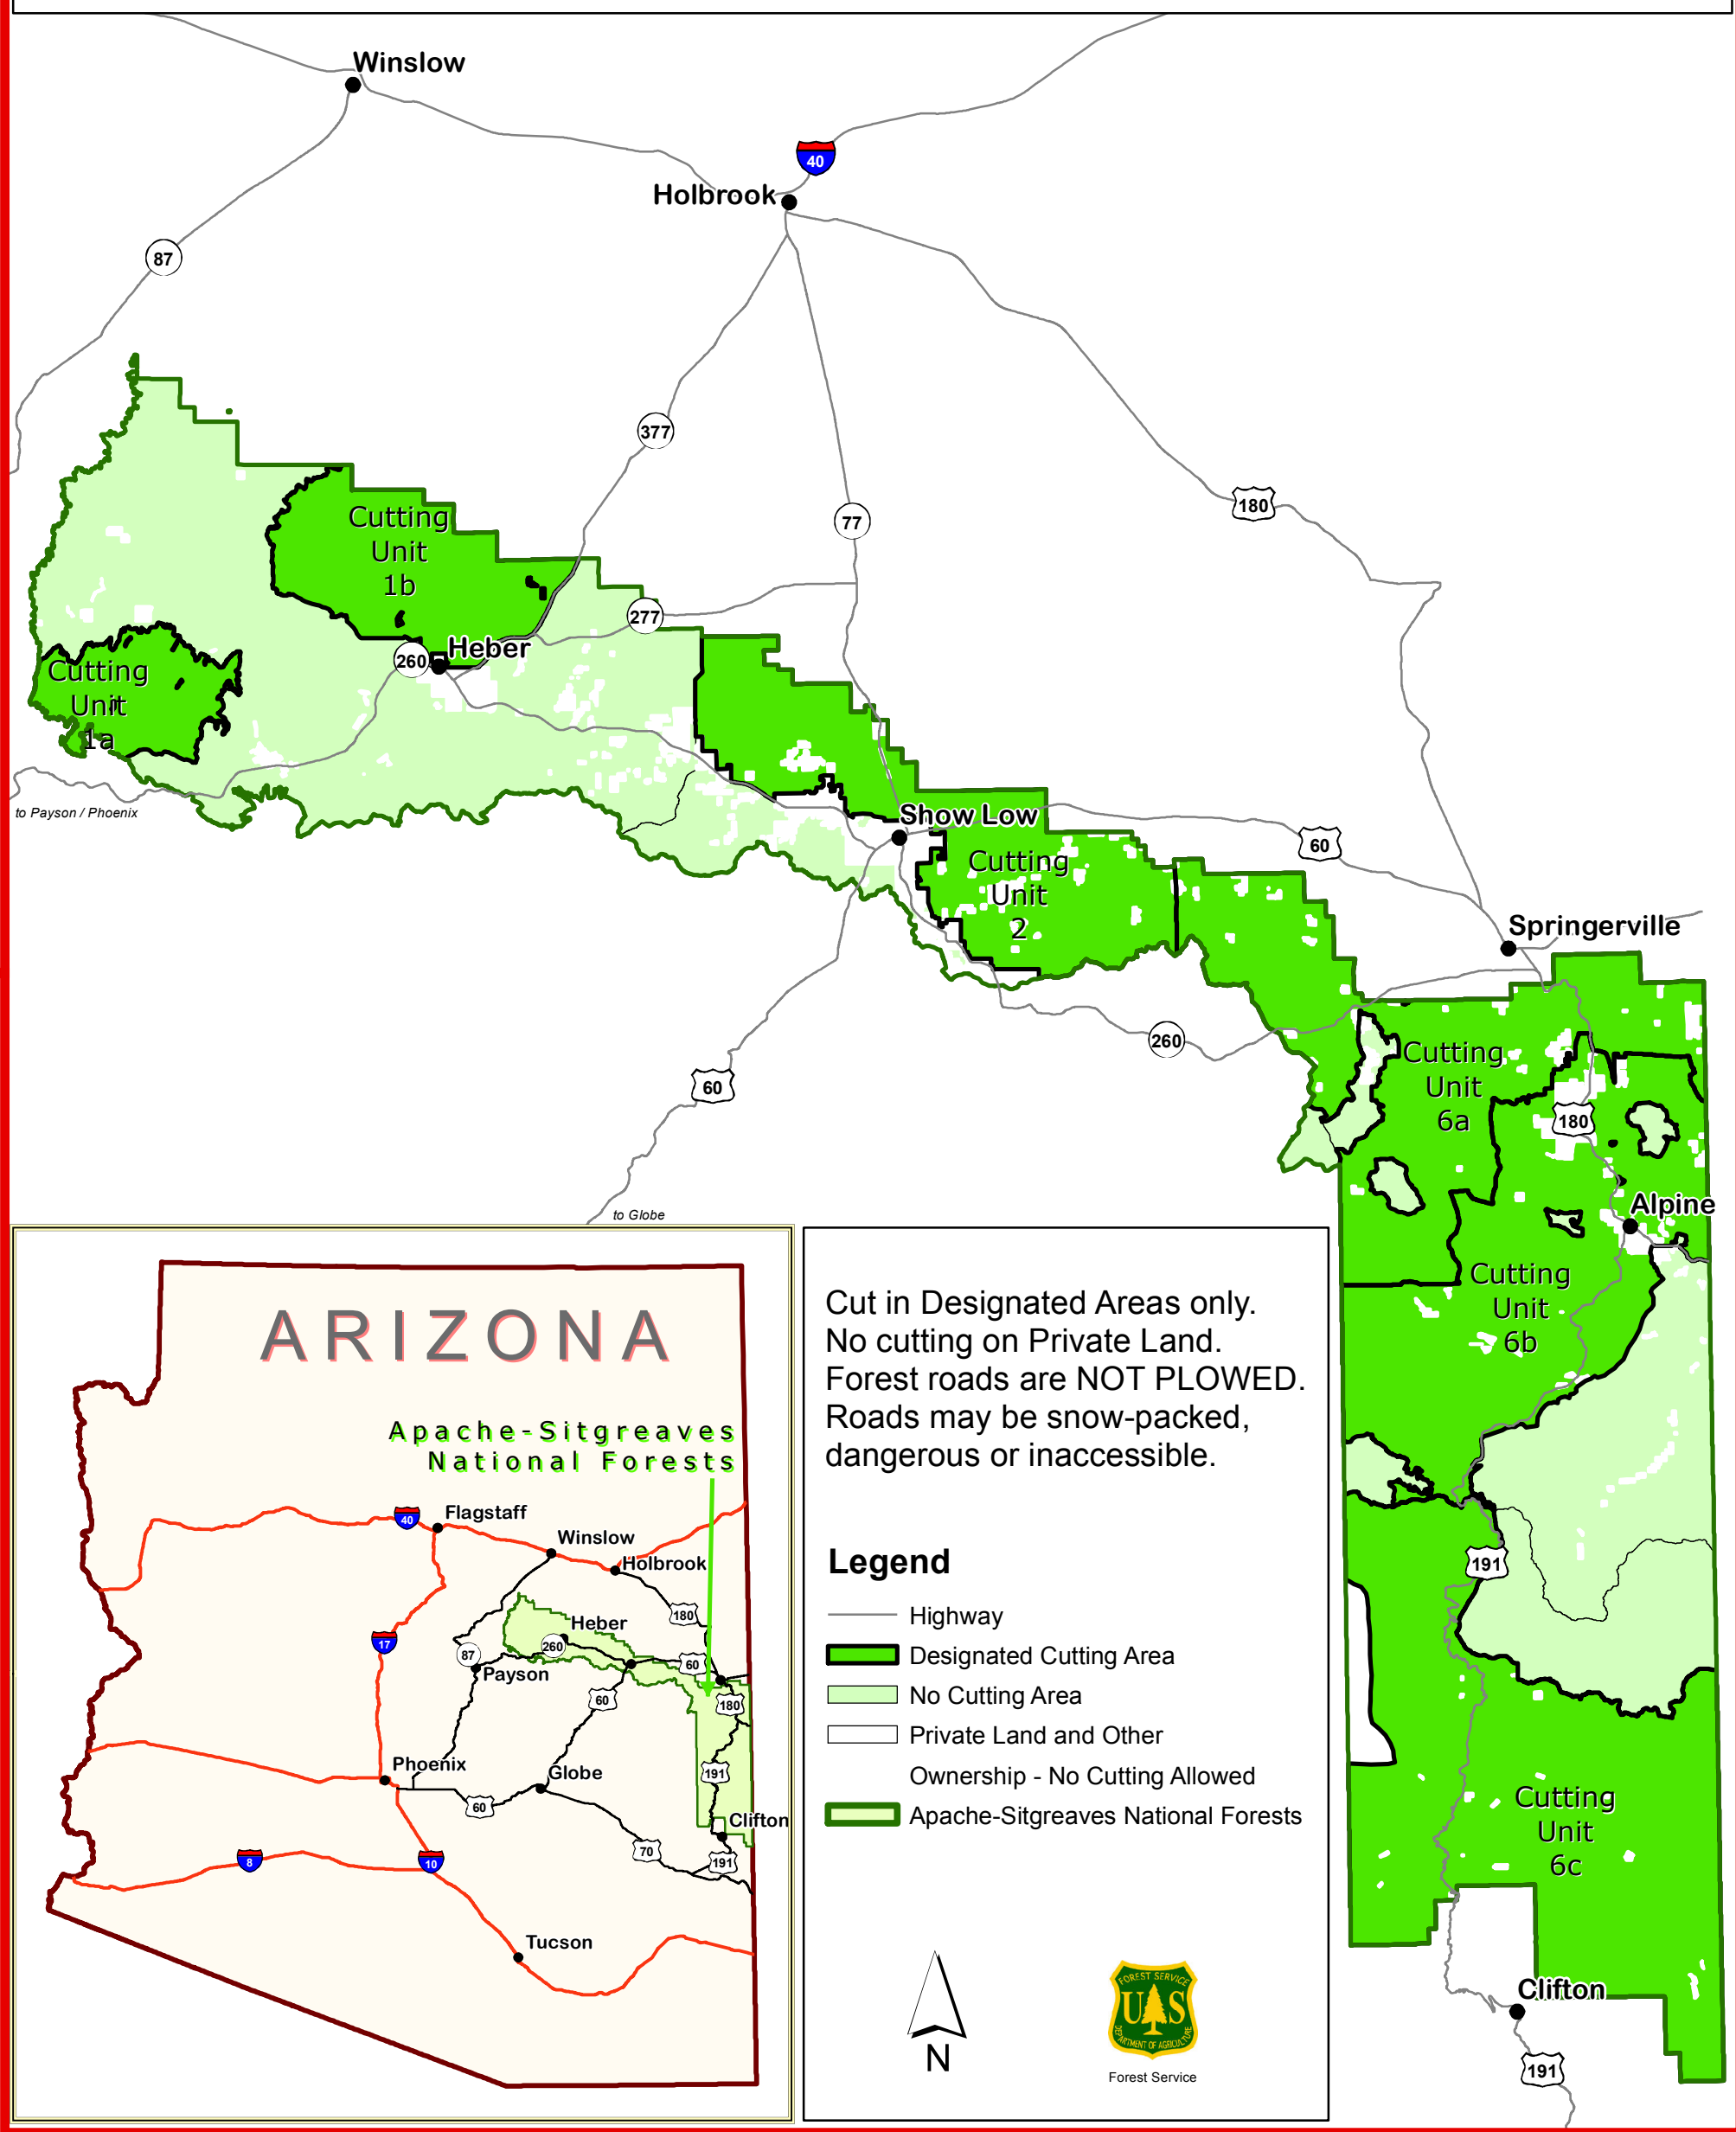 Winslow
40
Holbrook
87
377
77
180
Cutting
Unit
1b
277
260
Heber
Cutting
Unit
1a
to Payson / Phoenix
Show Low
60
Cutting
Unit
2
Springerville
260
60
Cutting
Unit
6a
180
Alpine
to Globe
Cutting
Unit
6b
191
Cutting
Unit
6c
Clifton
191
ARIZONA
Apache-Sitgreaves
National Forests
40
Flagstaff
Winslow
Holbrook
180
Heber
17
87
260
60
Payson
60
180
Phoenix
Globe
191
60
Clifton
70
8
10
191
Tucson
Cut in Designated Areas only.
No cutting on Private Land.
Forest roads are NOT PLOWED.
Roads may be snow-packed,
dangerous or inaccessible.
Legend
Highway
Designated Cutting Area
No Cutting Area
Private Land and Other
Ownership - No Cutting Allowed
Apache-Sitgreaves National Forests
N
FOREST SERVICE
U S
DEPARTMENT OF AGRICULTURE
Forest Service